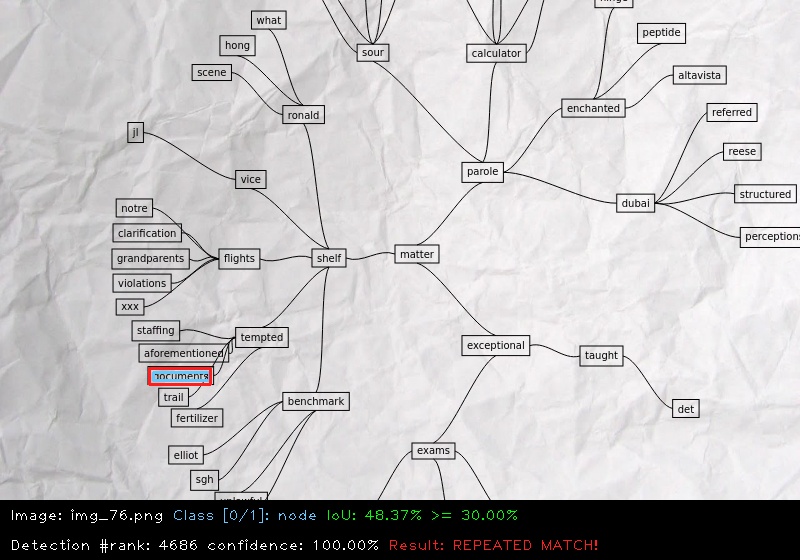 what
hong
scene
ronald
sour
calculator
peptide
altavista
enchanted
referred
reese
structured
perceptions
dubai
parole
jl
vice
notre
clarification
grandparents
violations
xxx
flights
shelf
matter
staffing
aforementioned
documents
trail
fertilizer
tempted
exceptional
taught
det
benchmark
elliot
sgh
exams
Image: img_76.png Class [0/1]: node IoU: 48.37% >= 30.00%
Detection #rank: 4686 confidence: 100.00% Result: REPEATED MATCH!